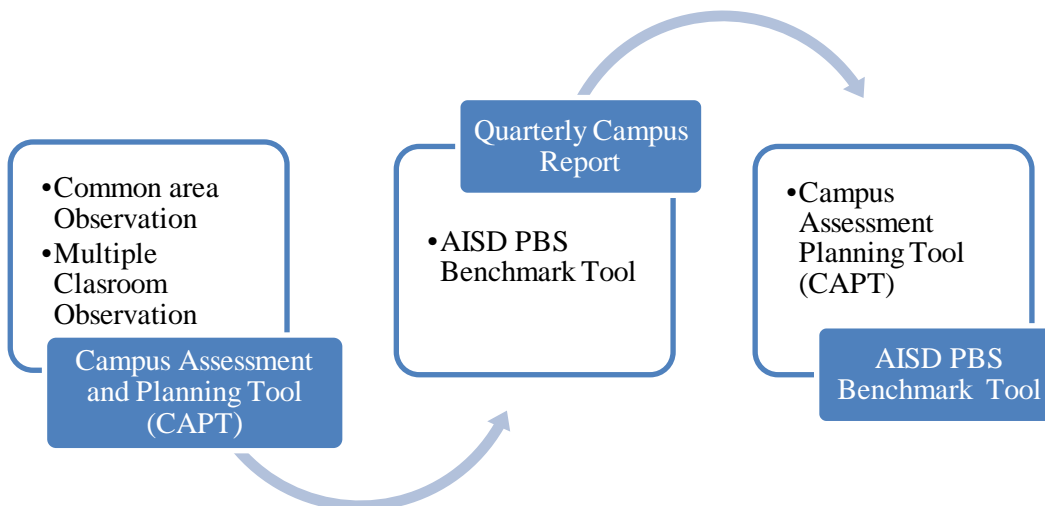 •Common area
Observation
•Multiple
Clasroom
Observation
Campus Assessment
and Planning Tool
(CAPT)
Quarterly Campus
Report
•AISD PBS
Benchmark Tool
•Campus
Assessment
Planning Tool
(CAPT)
AISD PBS
Benchmark Tool